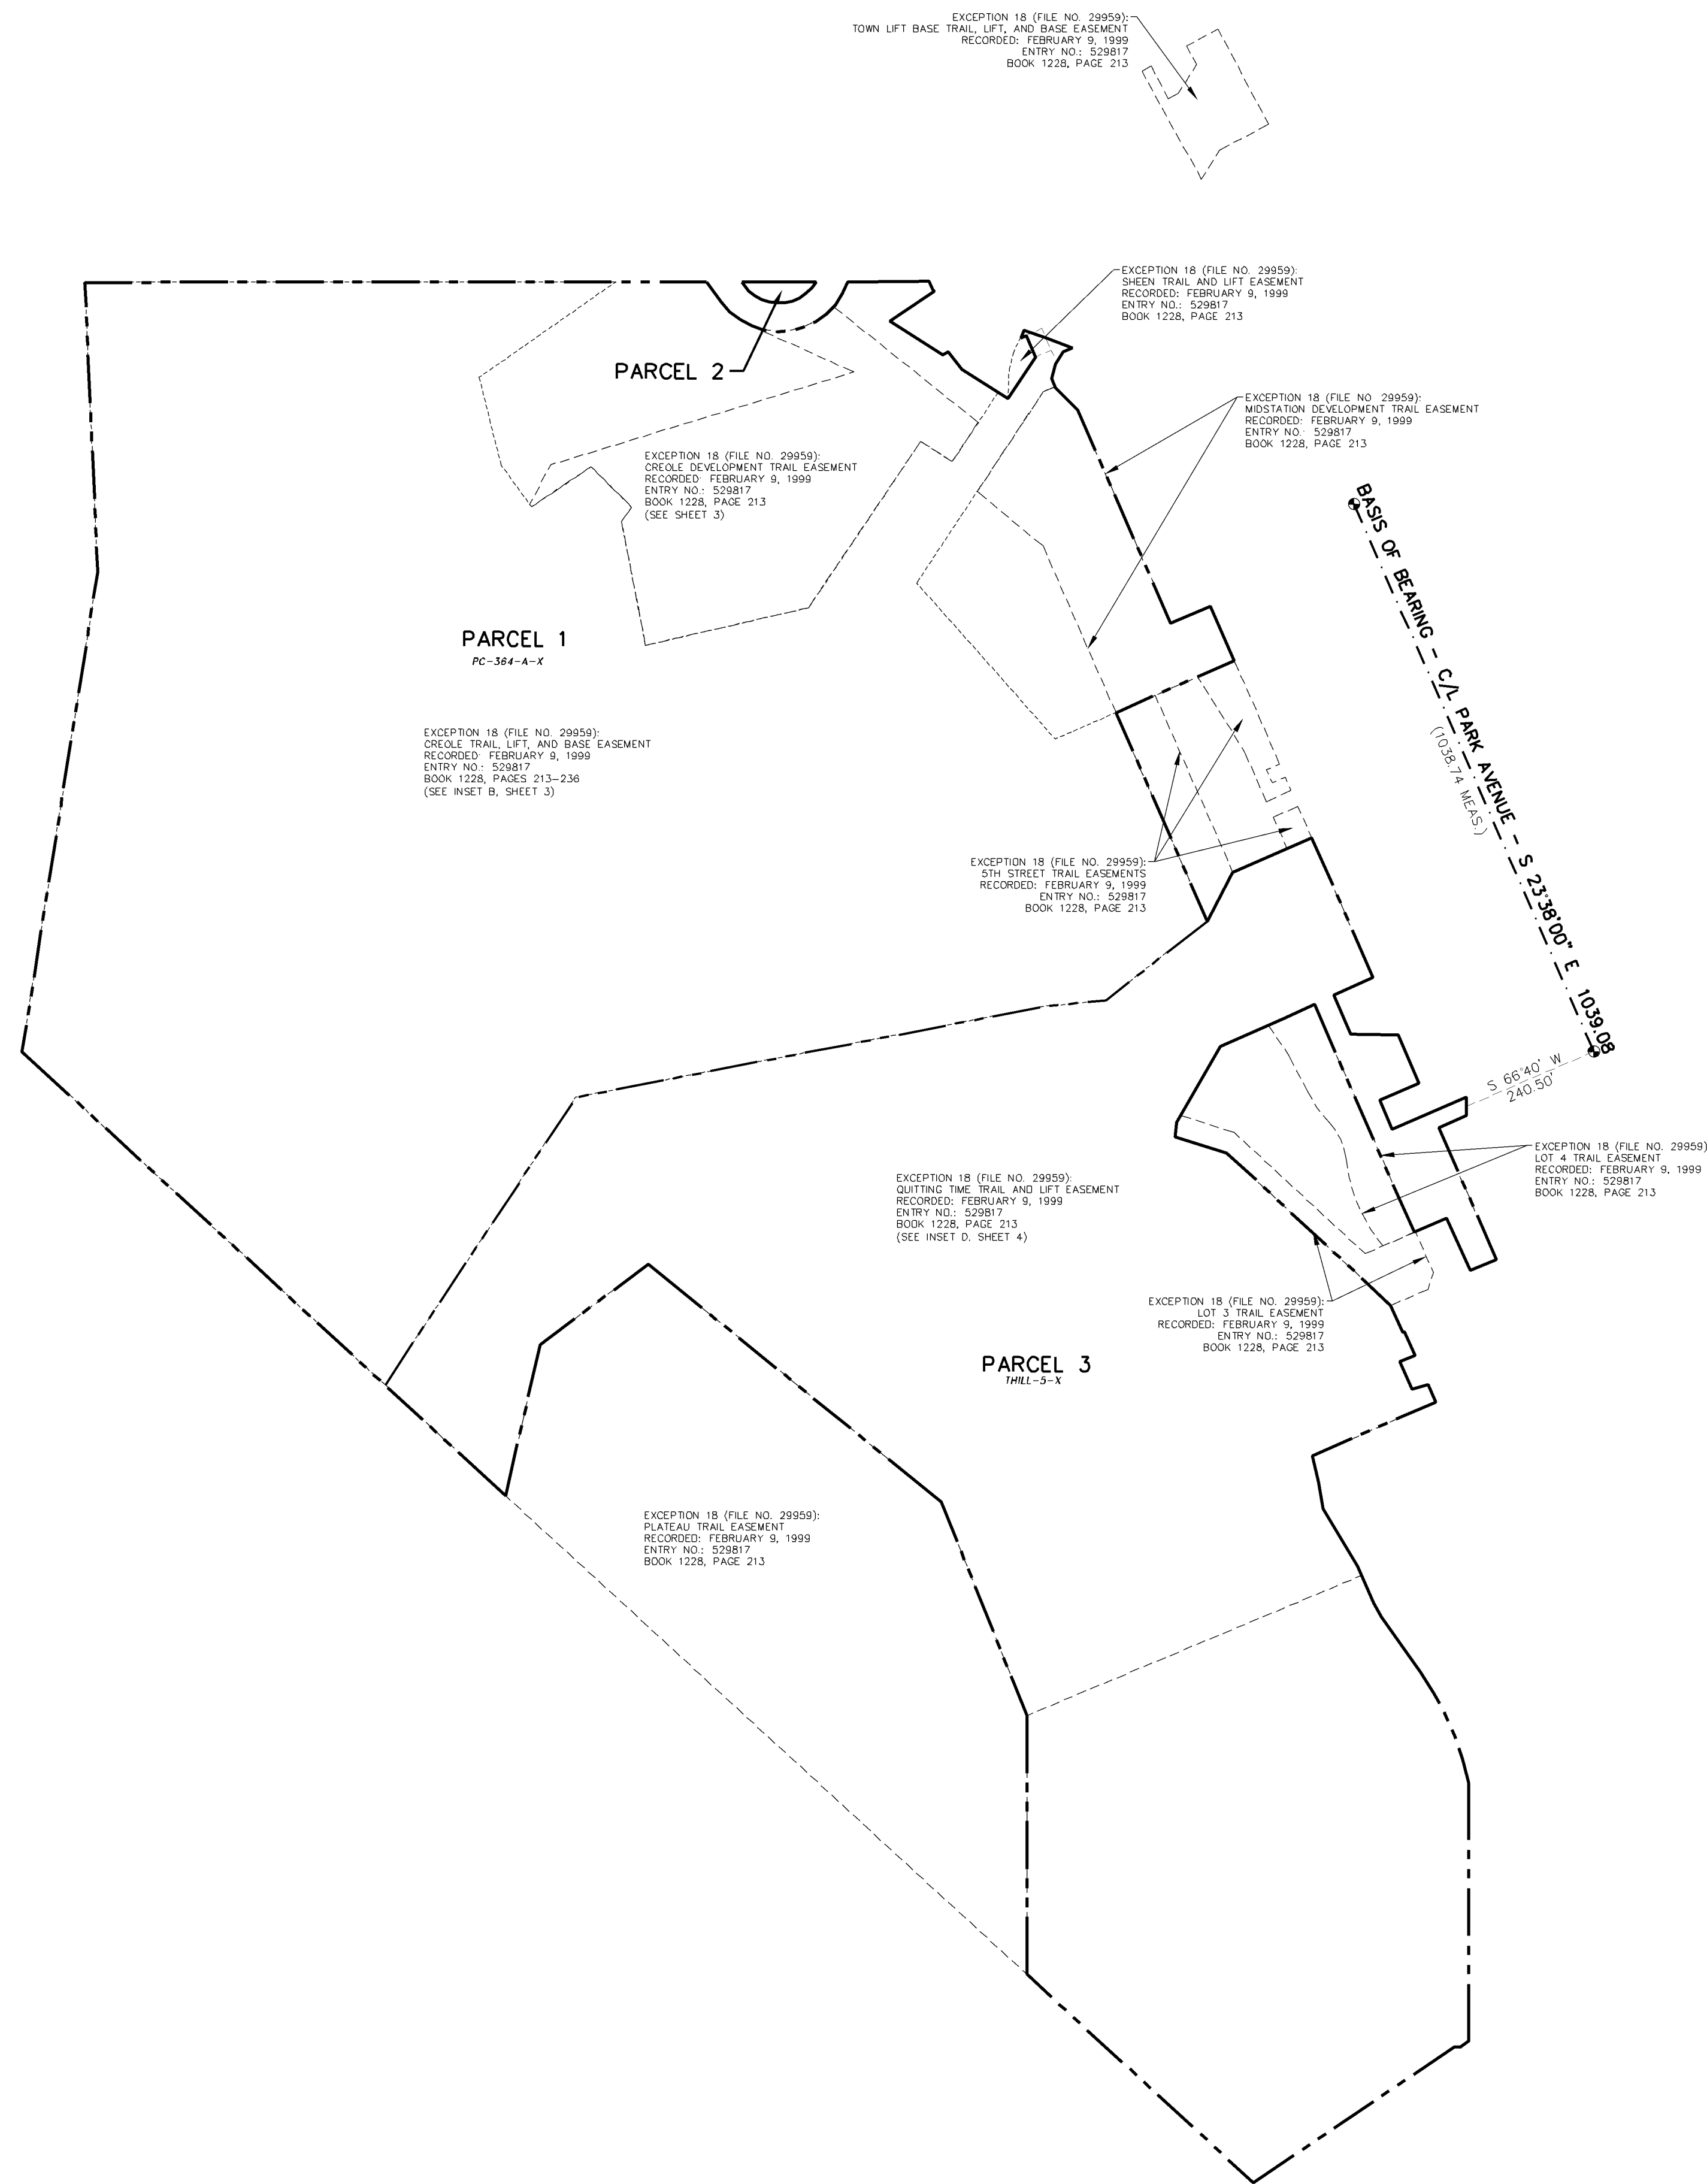 EXCEPTION 18 (FILE NO. 29959):
TOWN LIFT BASE TRAIL, LIFT, AND BASE EASEMENT
RECORDED: FEBRUARY 9, 1999
ENTRY NO.: 529817
BOOK 1228, PAGE 213
EXCEPTION 18 (FILE NO. 29959):
SHEEN TRAIL AND LIFT EASEMENT
RECORDED: FEBRUARY 9, 1999
ENTRY NO.: 529817
BOOK 1228, PAGE 213
PARCEL 2
EXCEPTION 18 (FILE NO. 29959):
MIDSTATION DEVELOPMENT TRAIL EASEMENT
RECORDED: FEBRUARY 9, 1999
ENTRY NO.: 529817
BOOK 1228, PAGE 213
EXCEPTION 18 (FILE NO. 29959):
CREOLE DEVELOPMENT TRAIL EASEMENT
RECORDED: FEBRUARY 9, 1999
ENTRY NO.: 529817
BOOK 1228, PAGE 213
(SEE SHEET 3)
BASIS OF BEARING - C/L PARK AVENUE - S 23°38'00" E 1039.08
(1038.74 MEAS.)
PARCEL 1
PC-364-A-X
EXCEPTION 18 (FILE NO. 29959):
CREOLE TRAIL, LIFT, AND BASE EASEMENT
RECORDED: FEBRUARY 9, 1999
ENTRY NO.: 529817
BOOK 1228, PAGES 213-236
(SEE INSET B, SHEET 3)
EXCEPTION 18 (FILE NO. 29959):
5TH STREET TRAIL EASEMENTS
RECORDED: FEBRUARY 9, 1999
ENTRY NO.: 529817
BOOK 1228, PAGE 213
S 66°40' W
240.50'
EXCEPTION 18 (FILE NO. 29959)
LOT 4 TRAIL EASEMENT
RECORDED: FEBRUARY 9, 1999
ENTRY NO.: 529817
BOOK 1228, PAGE 213
EXCEPTION 18 (FILE NO. 29959):
QUITTING TIME TRAIL AND LIFT EASEMENT
RECORDED: FEBRUARY 9, 1999
ENTRY NO.: 529817
BOOK 1228, PAGE 213
(SEE INSET D, SHEET 4)
EXCEPTION 18 (FILE NO. 29959):
LOT 3 TRAIL EASEMENT
RECORDED: FEBRUARY 9, 1999
ENTRY NO.: 529817
BOOK 1228, PAGE 213
PARCEL 3
THILL-5-X
EXCEPTION 18 (FILE NO. 29959):
PLATEAU TRAIL EASEMENT
RECORDED: FEBRUARY 9, 1999
ENTRY NO.: 529817
BOOK 1228, PAGE 213